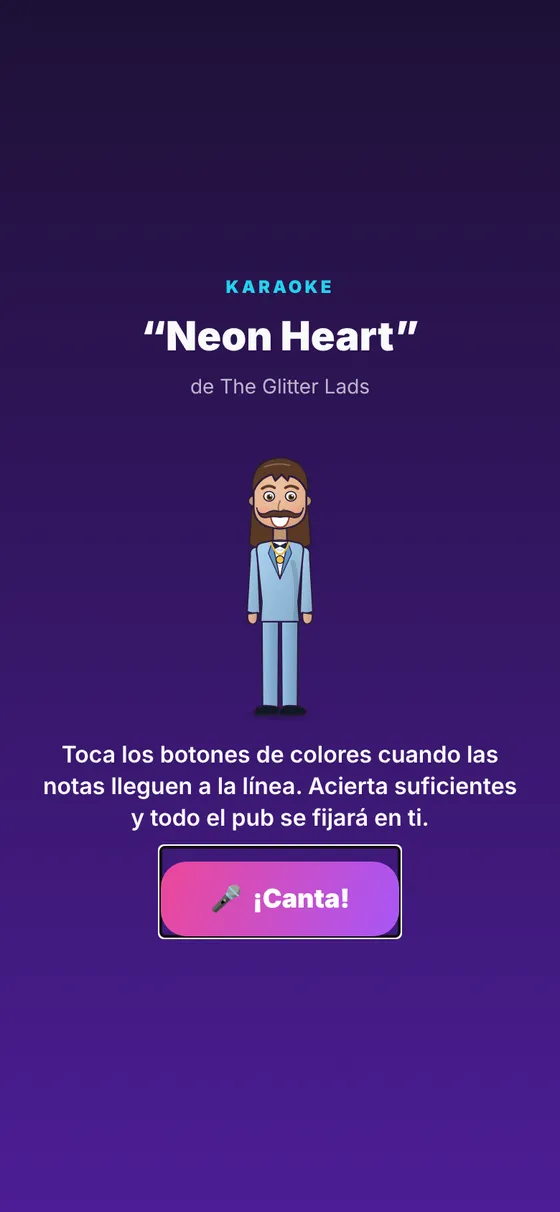 KARAOKE
“Neon Heart”
de The Glitter Lads
Toca los botones de colores cuando las
notas lleguen a la línea. Acierta suficientes
y todo el pub se fijará en ti.
🎤 ¡Canta!